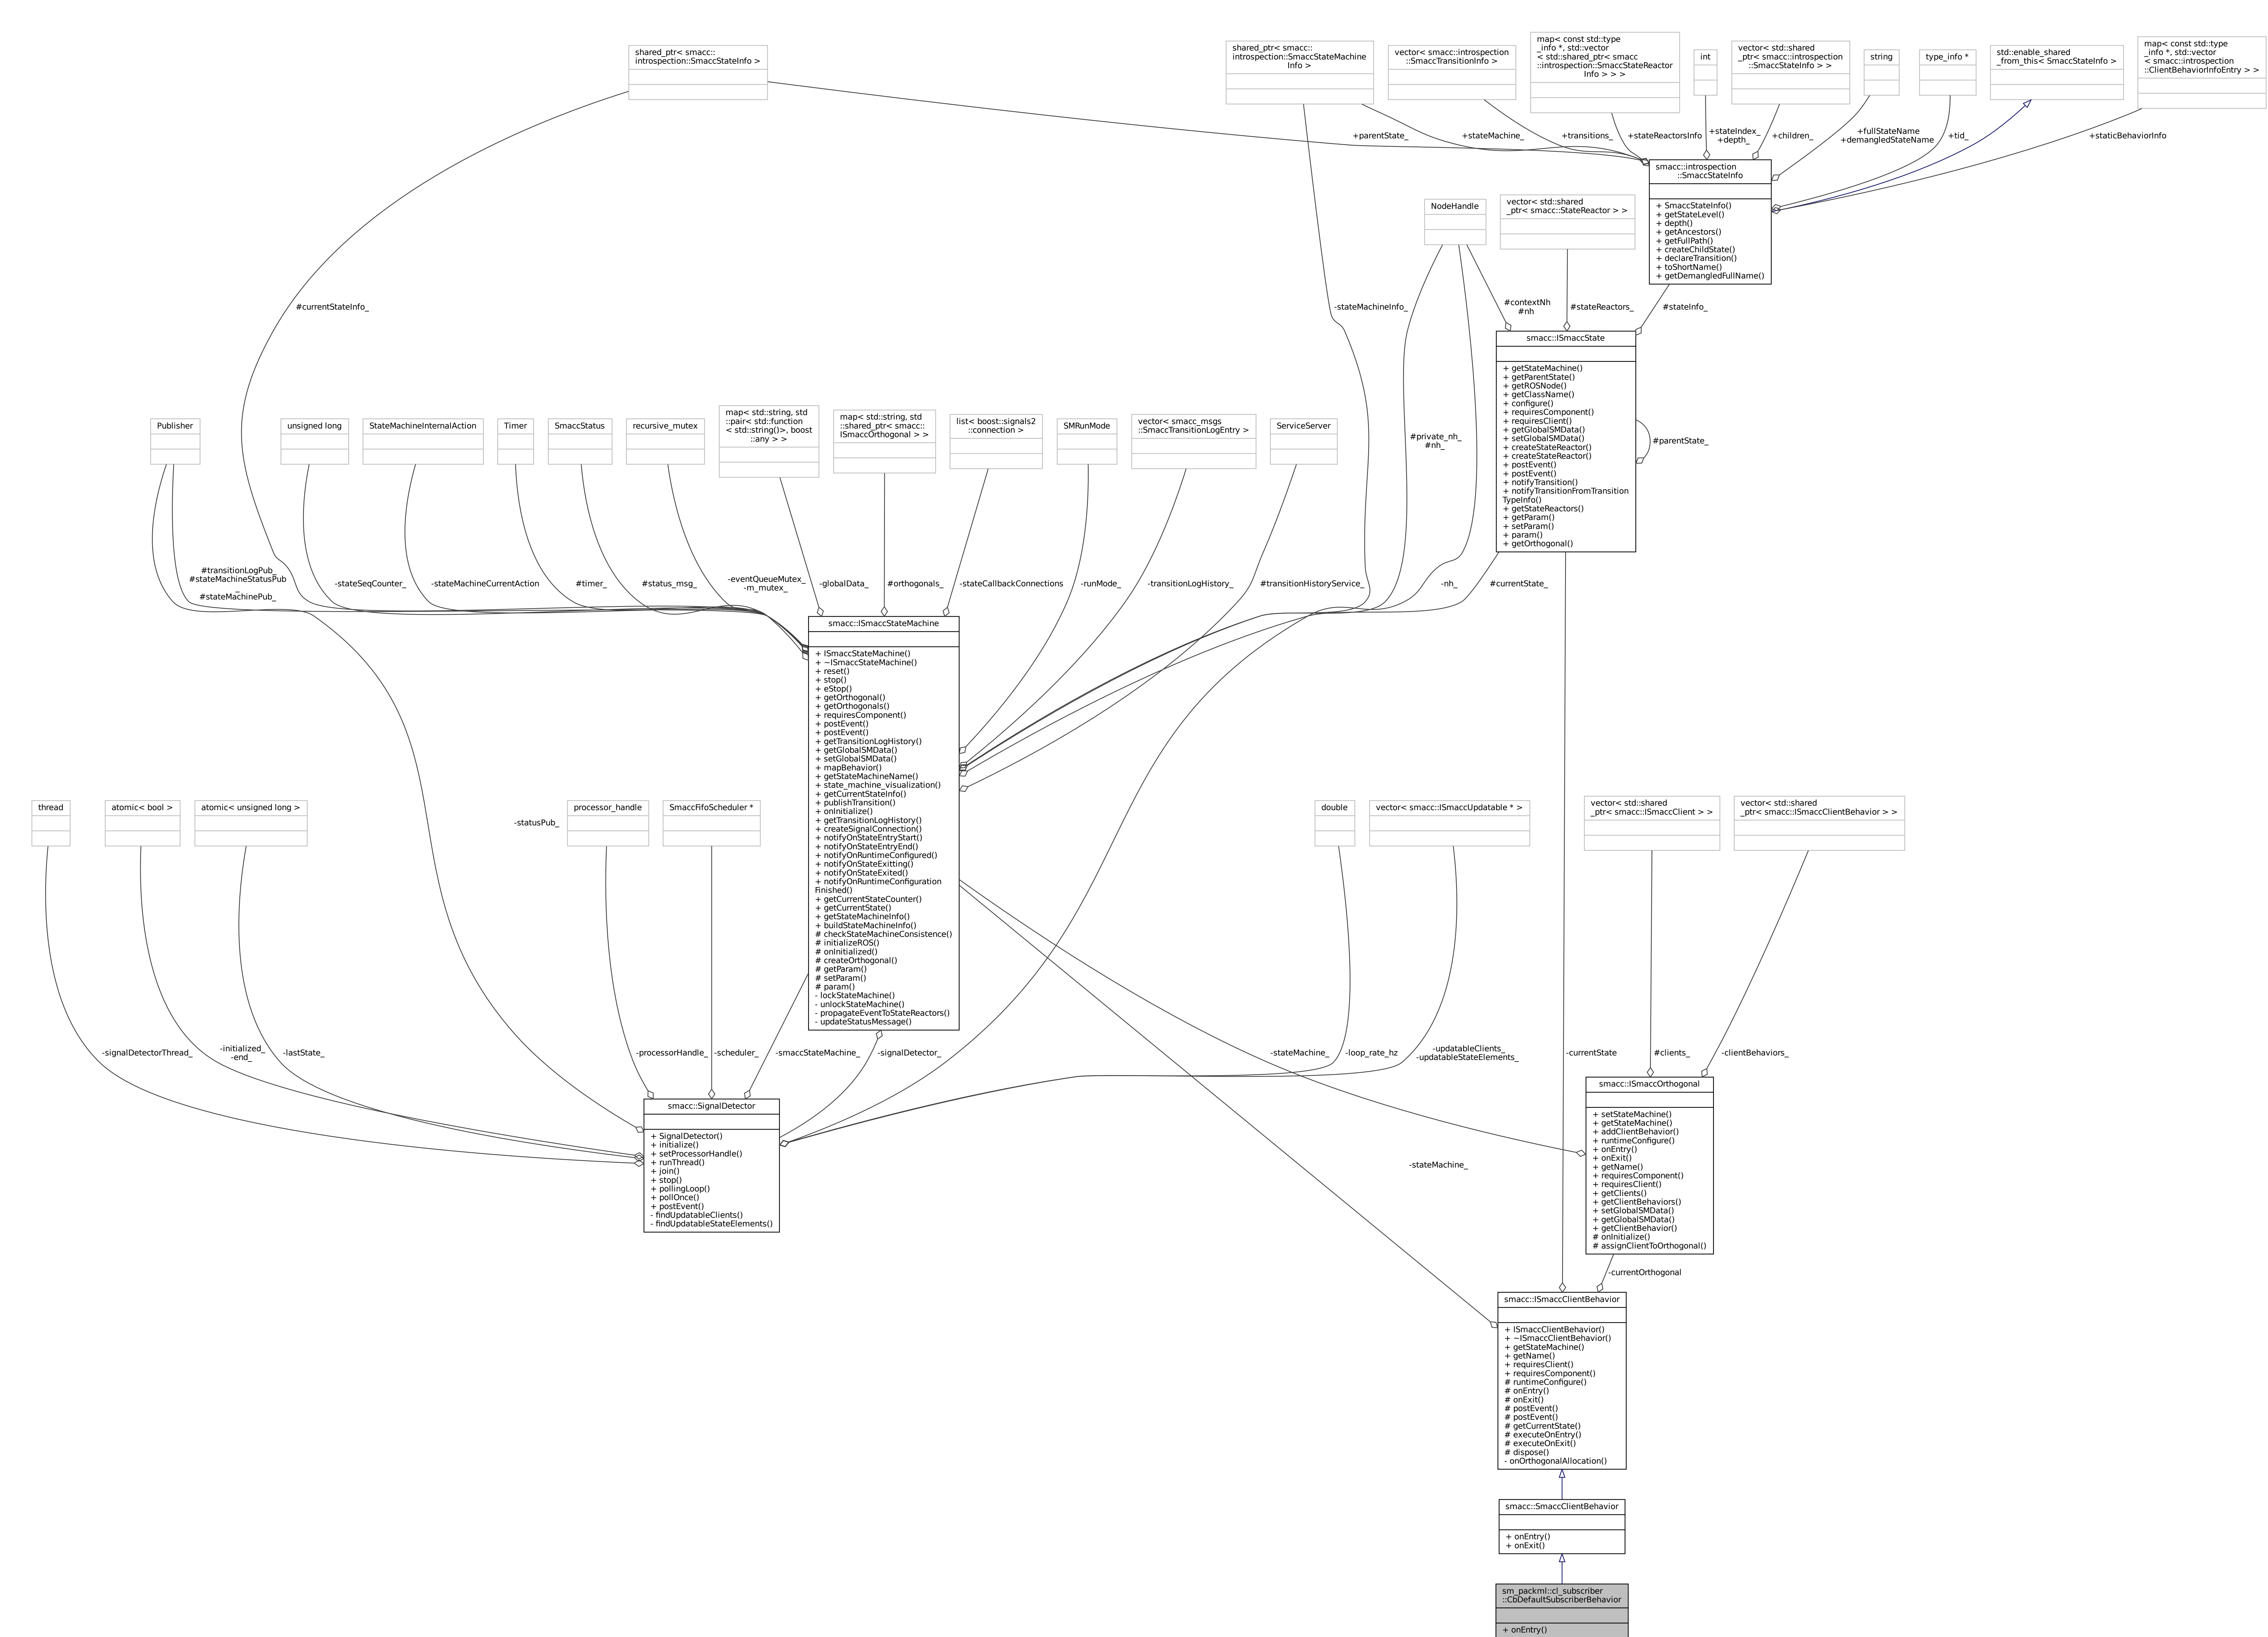 shared_ptr< smacc::
introspection::SmaccStateInfo >
shared_ptr< smacc::
introspection::SmaccStateMachine
Info >
vector< smacc::introspection
::SmaccTransitionInfo >
map< const std::type
_info *, std::vector
< std::shared_ptr< smacc
::introspection::SmaccStateReactor
Info > > >
int
vector< std::shared
_ptr< smacc::introspection
::SmaccStateInfo > >
string
type_info *
std::enable_shared
_from_this< SmaccStateInfo >
map< const std::type
_info *, std::vector
< smacc::introspection
::ClientBehaviorInfoEntry > >
+parentState_
+stateMachine_
+transitions_
+stateReactorsInfo
+stateIndex_
+depth_
+children_
+fullStateName
+demangledStateName
+tid_
+staticBehaviorInfo
smacc::introspection
::SmaccStateInfo
+ SmaccStateInfo()
+ getStateLevel()
+ depth()
+ getAncestors()
+ getFullPath()
+ createChildState()
+ declareTransition()
+ toShortName()
+ getDemangledFullName()
NodeHandle
vector< std::shared
_ptr< smacc::StateReactor > >
#currentStateInfo_
-stateMachineInfo_
#contextNh
#nh
#stateReactors_
#stateInfo_
smacc::ISmaccState
+ getStateMachine()
+ getParentState()
+ getROSNode()
+ getClassName()
+ configure()
+ requiresComponent()
+ requiresClient()
+ getGlobalSMData()
+ setGlobalSMData()
+ createStateReactor()
+ createStateReactor()
+ postEvent()
+ postEvent()
+ notifyTransition()
+ notifyTransitionFromTransition
TypeInfo()
+ getStateReactors()
+ getParam()
+ setParam()
+ param()
+ getOrthogonal()
#parentState_
#private_nh_
#nh_
Publisher
unsigned long
StateMachineInternalAction
Timer
SmaccStatus
recursive_mutex
map< std::string, std
::pair< std::function
< std::string()>, boost
::any > >
map< std::string, std
::shared_ptr< smacc::
ISmaccOrthogonal > >
list< boost::signals2
::connection >
SMRunMode
vector< smacc_msgs
::SmaccTransitionLogEntry >
ServiceServer
#transitionLogPub_
#stateMachineStatusPub
_
#stateMachinePub_
-stateSeqCounter_
-stateMachineCurrentAction
#timer_
#status_msg_
-eventQueueMutex_
-m_mutex_
-globalData_
#orthogonals_
-stateCallbackConnections
-runMode_
-transitionLogHistory_
#transitionHistoryService_
-nh_
#currentState_
smacc::ISmaccStateMachine
+ ISmaccStateMachine()
+ ~ISmaccStateMachine()
+ reset()
+ stop()
+ eStop()
+ getOrthogonal()
+ getOrthogonals()
+ requiresComponent()
+ postEvent()
+ postEvent()
+ getTransitionLogHistory()
+ getGlobalSMData()
+ setGlobalSMData()
+ mapBehavior()
+ getStateMachineName()
+ state_machine_visualization()
+ getCurrentStateInfo()
+ publishTransition()
+ onInitialize()
+ getTransitionLogHistory()
+ createSignalConnection()
+ notifyOnStateEntryStart()
+ notifyOnStateEntryEnd()
+ notifyOnRuntimeConfigured()
+ notifyOnStateExitting()
+ notifyOnStateExited()
+ notifyOnRuntimeConfiguration
Finished()
+ getCurrentStateCounter()
+ getCurrentState()
+ getStateMachineInfo()
+ buildStateMachineInfo()
# checkStateMachineConsistence()
# initializeROS()
# onInitialized()
# createOrthogonal()
# getParam()
# setParam()
# param()
- lockStateMachine()
- unlockStateMachine()
- propagateEventToStateReactors()
- updateStatusMessage()
thread
atomic< bool >
atomic< unsigned long >
-statusPub_
processor_handle
SmaccFifoScheduler *
double
vector< smacc::ISmaccUpdatable * >
vector< std::shared
_ptr< smacc::ISmaccClient > >
vector< std::shared
_ptr< smacc::ISmaccClientBehavior > >
-signalDetectorThread_
-initialized_
-end_
-lastState_
-processorHandle_
-scheduler_
-smaccStateMachine_
-signalDetector_
-stateMachine_
-loop_rate_hz
-updatableClients_
-updatableStateElements_
-currentState
#clients_
-clientBehaviors_
smacc::SignalDetector
+ SignalDetector()
+ initialize()
+ setProcessorHandle()
+ runThread()
+ join()
+ stop()
+ pollingLoop()
+ pollOnce()
+ postEvent()
- findUpdatableClients()
- findUpdatableStateElements()
smacc::ISmaccOrthogonal
+ setStateMachine()
+ getStateMachine()
+ addClientBehavior()
+ runtimeConfigure()
+ onEntry()
+ onExit()
+ getName()
+ requiresComponent()
+ requiresClient()
+ getClients()
+ getClientBehaviors()
+ setGlobalSMData()
+ getGlobalSMData()
+ getClientBehavior()
# onInitialize()
# assignClientToOrthogonal()
-stateMachine_
-currentOrthogonal
smacc::ISmaccClientBehavior
+ ISmaccClientBehavior()
+ ~ISmaccClientBehavior()
+ getStateMachine()
+ getName()
+ requiresClient()
+ requiresComponent()
# runtimeConfigure()
# onEntry()
# onExit()
# postEvent()
# postEvent()
# getCurrentState()
# executeOnEntry()
# executeOnExit()
# dispose()
- onOrthogonalAllocation()
smacc::SmaccClientBehavior
+ onEntry()
+ onExit()
sm_packml::cl_subscriber
::CbDefaultSubscriberBehavior
+ onEntry()